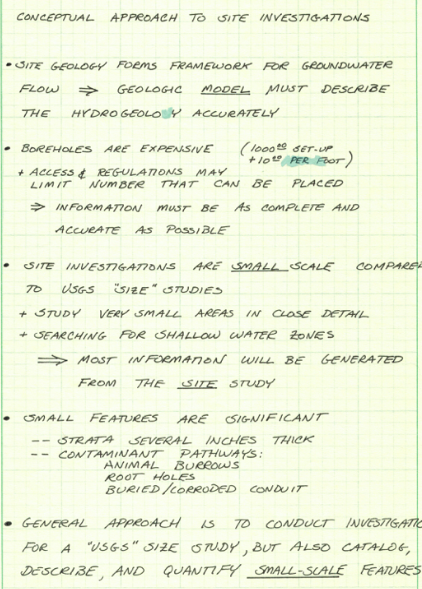 CONCEPTUAL APPROACH TO SITE INVESTIGATIONS
• SITE GEOLOGY FORMS FRAMEWORK FOR GROUNDWATER
FLOW ⇒ GEOLOGIC MODEL MUST DESCRIBE
THE HYDROGEOLOGY ACCURATELY
• BOREHOLES ARE EXPENSIVE (1000⁰⁰ SET-UP
+10⁰⁰ PER FOOT)
+ ACCESS & REGULATIONS MAY
LIMIT NUMBER THAT CAN BE PLACED
⇒ INFORMATION MUST BE AS COMPLETE AND
ACCURATE AS POSSIBLE
• SITE INVESTIGATIONS ARE SMALL SCALE COMPARED
TO USGS "SIZE" STUDIES
+ STUDY VERY SMALL AREAS IN CLOSE DETAIL
+ SEARCHING FOR SHALLOW WATER ZONES
⇒ MOST INFORMATION WILL BE GENERATED
FROM THE SITE STUDY
• SMALL FEATURES ARE SIGNIFICANT
-- STRATA SEVERAL INCHES THICK
-- CONTAMINANT PATHWAYS:
ANIMAL BURROWS
ROOT HOLES
BURIED/CORRODED CONDUIT
• GENERAL APPROACH IS TO CONDUCT INVESTIGATIO
FOR A "USGS" SIZE STUDY, BUT ALSO CATALOG,
DESCRIBE, AND QUANTIFY SMALL-SCALE FEATURES